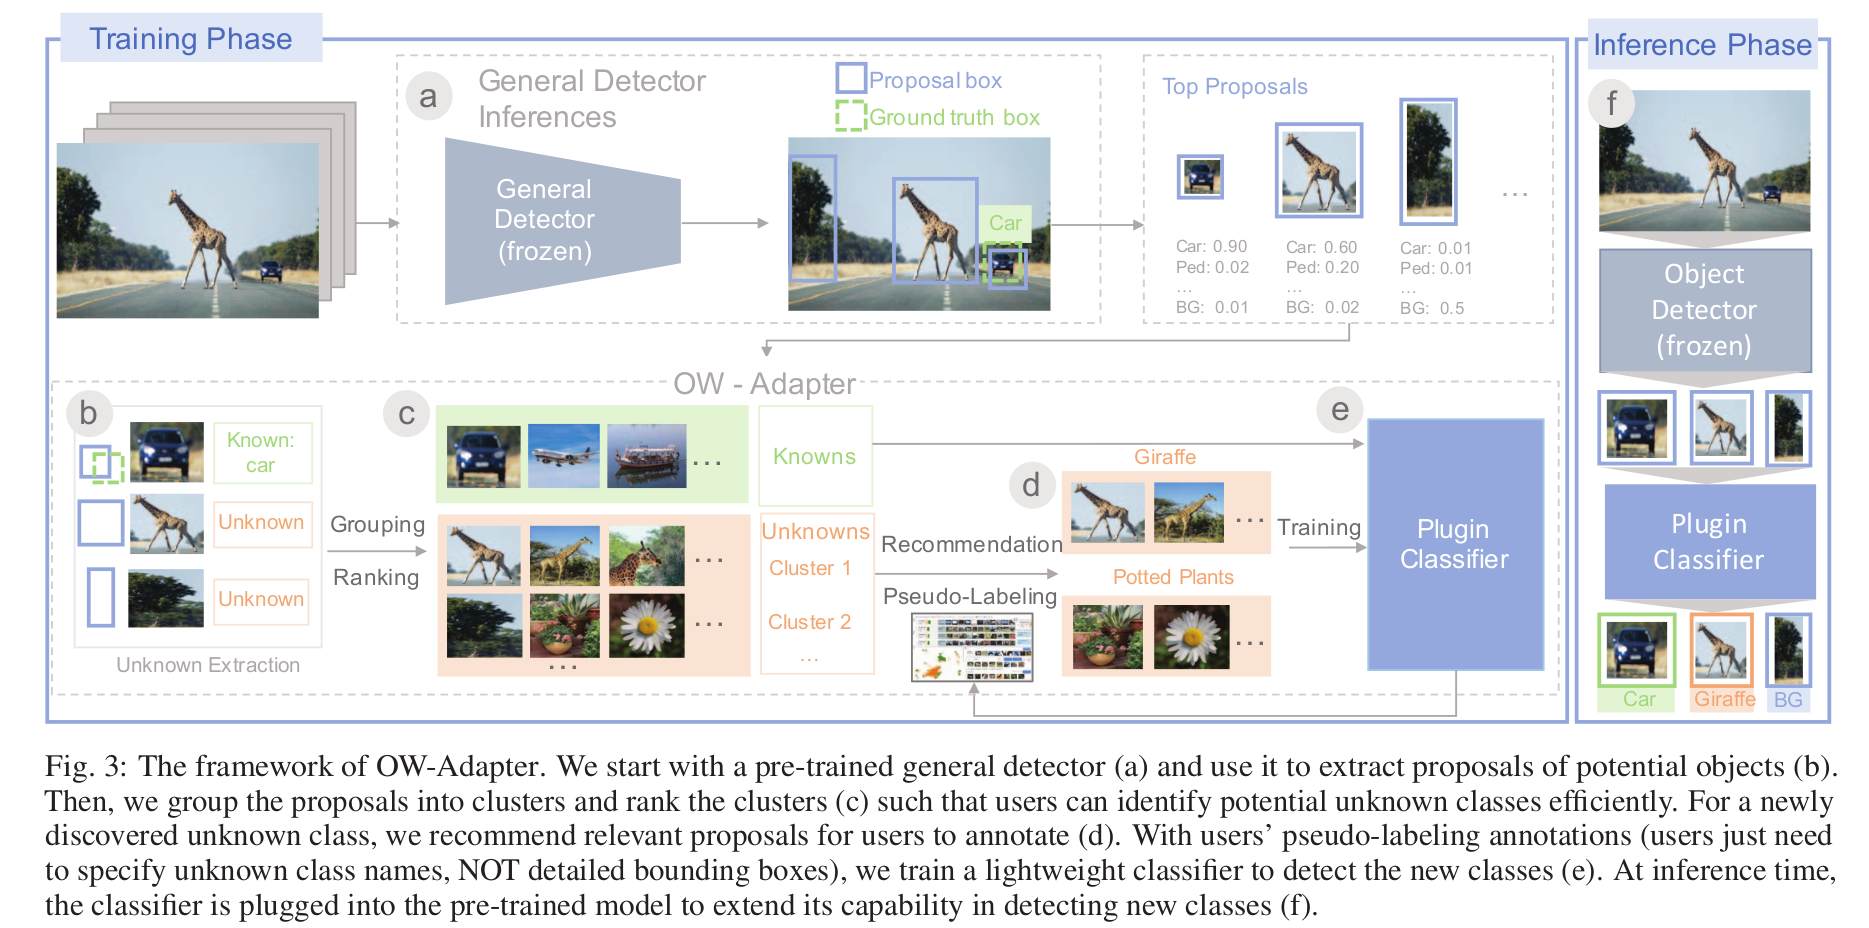 Training Phase
Inference Phase
a
General Detector
Inferences
Proposal box
Ground truth box
General
Detector
(frozen)
Car
Top Proposals
...
Car: 0.90
Ped: 0.02
...
BG: 0.01
Car: 0.60
Ped: 0.20
...
BG: 0.02
Car: 0.01
Ped: 0.01
...
BG: 0.5
OW - Adapter
b
Known:
car
Unknown
Unknown
Unknown Extraction
Grouping
Ranking
c
...
Knowns
...
...
...
Unknowns
Cluster 1
Cluster 2
...
Recommendation
Pseudo-Labeling
d
Giraffe
...
Potted Plants
...
Training
e
Plugin
Classifier
f
Object
Detector
(frozen)
Plugin
Classifier
Car
Giraffe
BG
Fig. 3: The framework of OW-Adapter. We start with a pre-trained general detector (a) and use it to extract proposals of potential objects (b).
Then, we group the proposals into clusters and rank the clusters (c) such that users can identify potential unknown classes efficiently. For a newly
discovered unknown class, we recommend relevant proposals for users to annotate (d). With users' pseudo-labeling annotations (users just need
to specify unknown class names, NOT detailed bounding boxes), we train a lightweight classifier to detect the new classes (e). At inference time,
the classifier is plugged into the pre-trained model to extend its capability in detecting new classes (f).